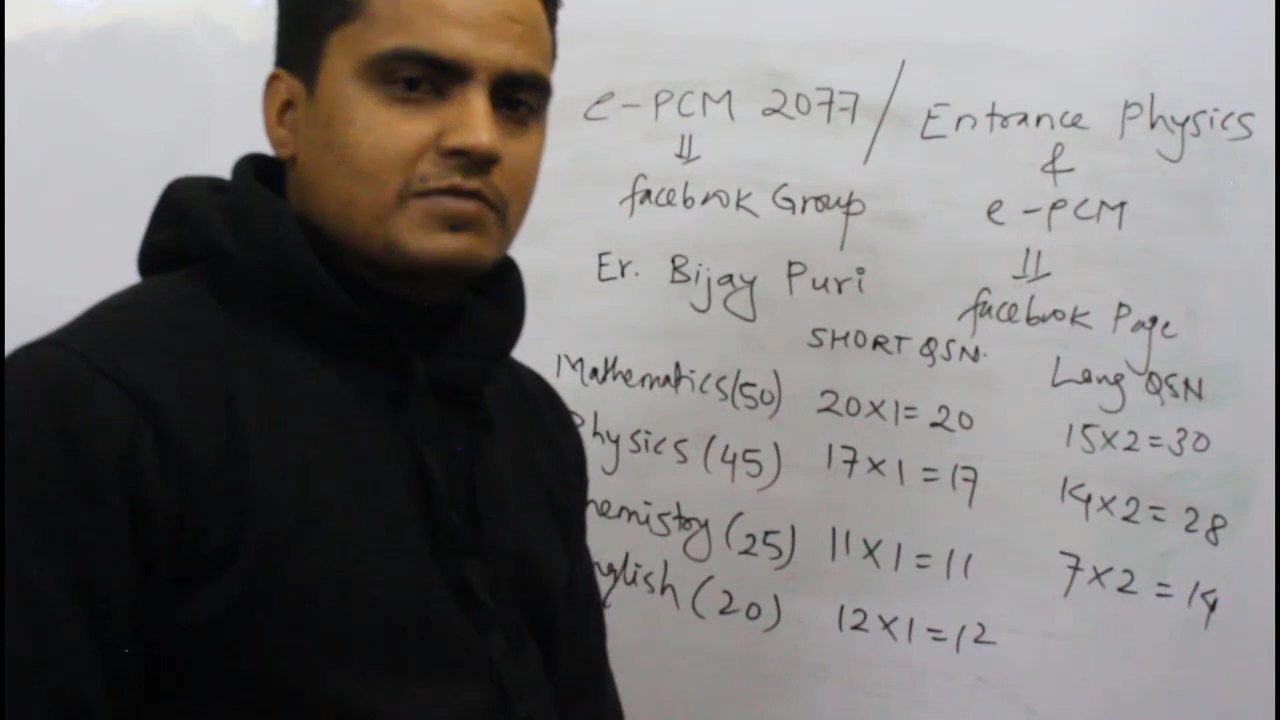 e-PCM 2077 / Entrance Physics
⇓ &
facebook Group e-PCM
⇓
Er. Bijay Puri facebook Page
SHORT QSN. Long QSN
Mathematics (50) 20×1=20 15×2=30
Physics (45) 17×1=17 14×2=28
hemistry (25) 11×1=11 7×2=14
nglish (20) 12×1=12